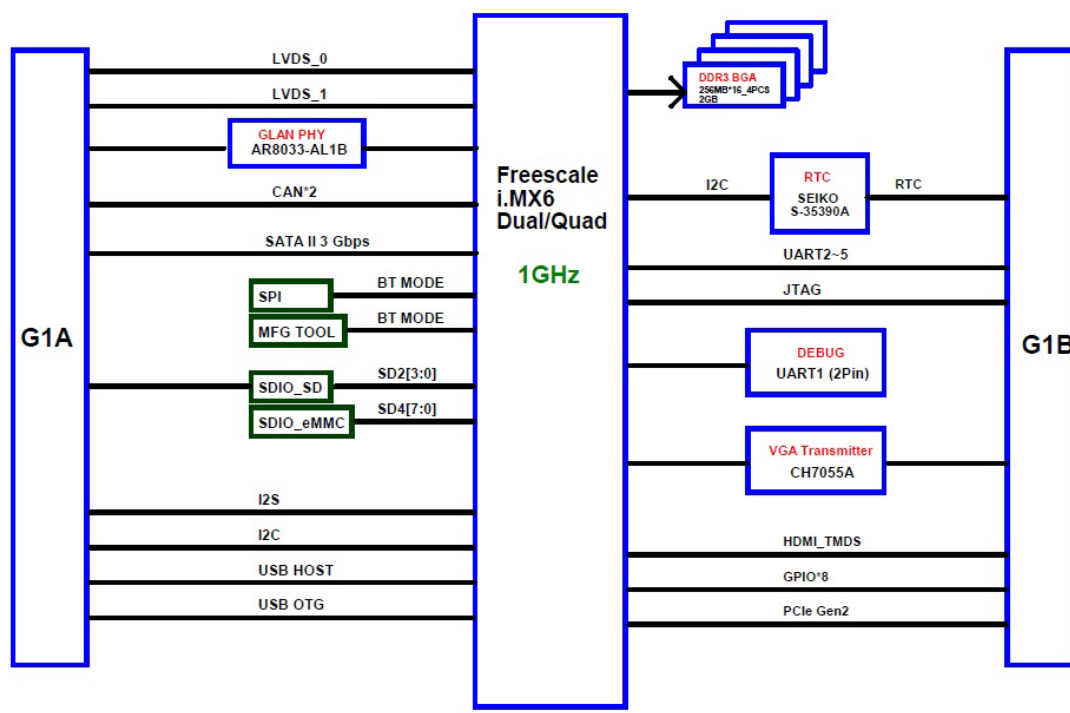 G1A
LVDS_0
LVDS_1
GLAN PHY
AR8033-AL1B
CAN*2
SATA II 3 Gbps
SPI
BT MODE
MFG TOOL
BT MODE
SDIO_SD
SD2[3:0]
SDIO_eMMC
SD4[7:0]
I2S
I2C
USB HOST
USB OTG
Freescale
i.MX6
Dual/Quad
1GHz
DDR3 BGA
256MB*16_4PCS
2GB
I2C
RTC
SEIKO
S-35390A
RTC
UART2~5
JTAG
DEBUG
UART1 (2Pin)
VGA Transmitter
CH7055A
HDMI_TMDS
GPIO*8
PCIe Gen2
G1B